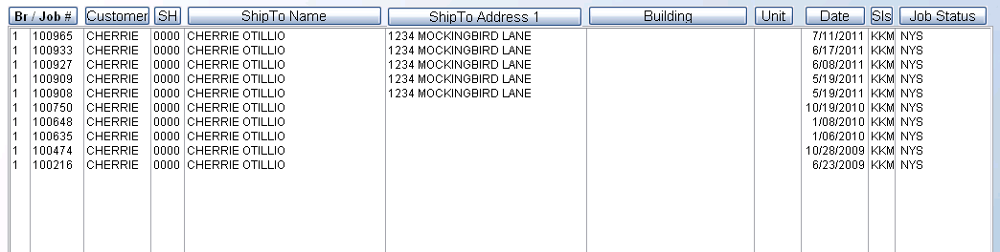 Br / Job # Customer SH ShipTo Name ShipTo Address 1 Building Unit Date Sls Job Status
1 100965 CHERRIE 0000 CHERRIE OTILLIO 1234 MOCKINGBIRD LANE 7/11/2011 KKM NYS
1 100933 CHERRIE 0000 CHERRIE OTILLIO 1234 MOCKINGBIRD LANE 6/17/2011 KKM NYS
1 100927 CHERRIE 0000 CHERRIE OTILLIO 1234 MOCKINGBIRD LANE 6/08/2011 KKM NYS
1 100909 CHERRIE 0000 CHERRIE OTILLIO 1234 MOCKINGBIRD LANE 5/19/2011 KKM NYS
1 100908 CHERRIE 0000 CHERRIE OTILLIO 1234 MOCKINGBIRD LANE 5/19/2011 KKM NYS
1 100750 CHERRIE 0000 CHERRIE OTILLIO 10/19/2010 KKM NYS
1 100648 CHERRIE 0000 CHERRIE OTILLIO 1/08/2010 KKM NYS
1 100635 CHERRIE 0000 CHERRIE OTILLIO 1/06/2010 KKM NYS
1 100474 CHERRIE 0000 CHERRIE OTILLIO 10/28/2009 KKM NYS
1 100216 CHERRIE 0000 CHERRIE OTILLIO 6/23/2009 KKM NYS